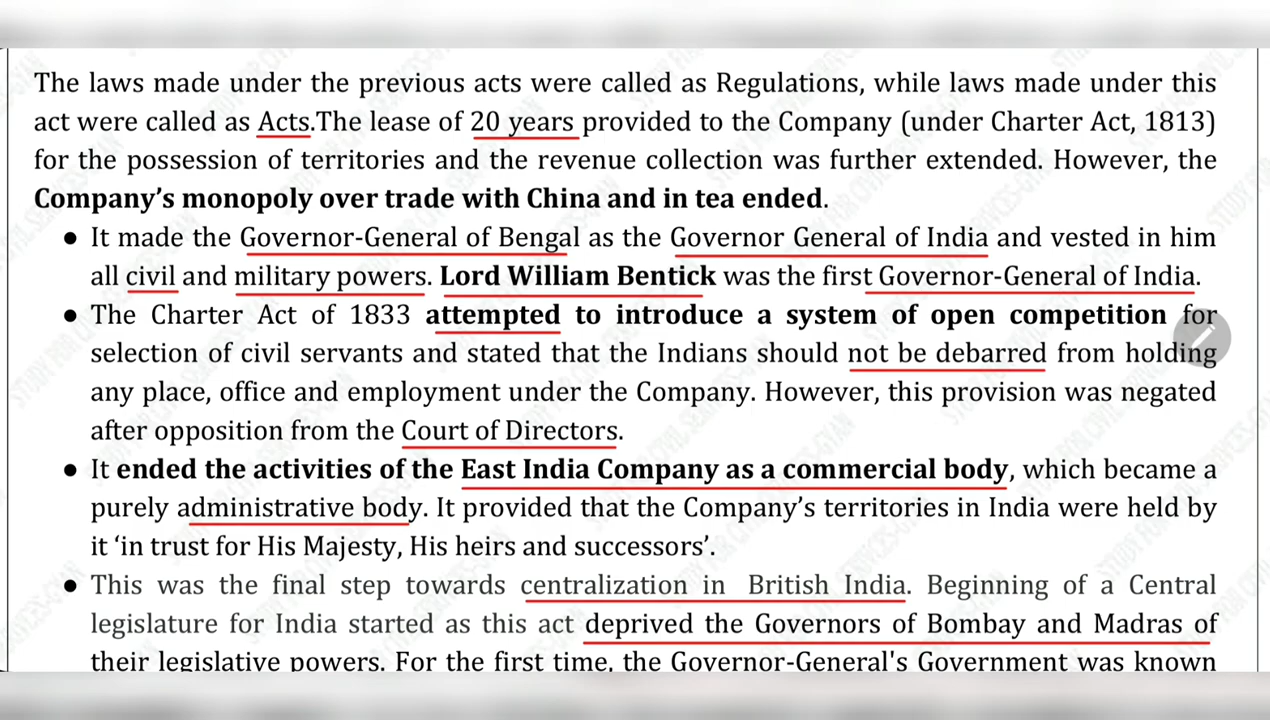 The laws made under the previous acts were called as Regulations, while laws made under this
act were called as Acts.The lease of 20 years provided to the Company (under Charter Act, 1813)
for the possession of territories and the revenue collection was further extended. However, the
Company's monopoly over trade with China and in tea ended.
● It made the Governor-General of Bengal as the Governor General of India and vested in him
all civil and military powers. Lord William Bentick was the first Governor-General of India.
● The Charter Act of 1833 attempted to introduce a system of open competition for
selection of civil servants and stated that the Indians should not be debarred from holding
any place, office and employment under the Company. However, this provision was negated
after opposition from the Court of Directors.
● It ended the activities of the East India Company as a commercial body, which became a
purely administrative body. It provided that the Company's territories in India were held by
it ‘in trust for His Majesty, His heirs and successors’.
● This was the final step towards centralization in British India. Beginning of a Central
legislature for India started as this act deprived the Governors of Bombay and Madras of
their legislative powers. For the first time, the Governor-General's Government was known